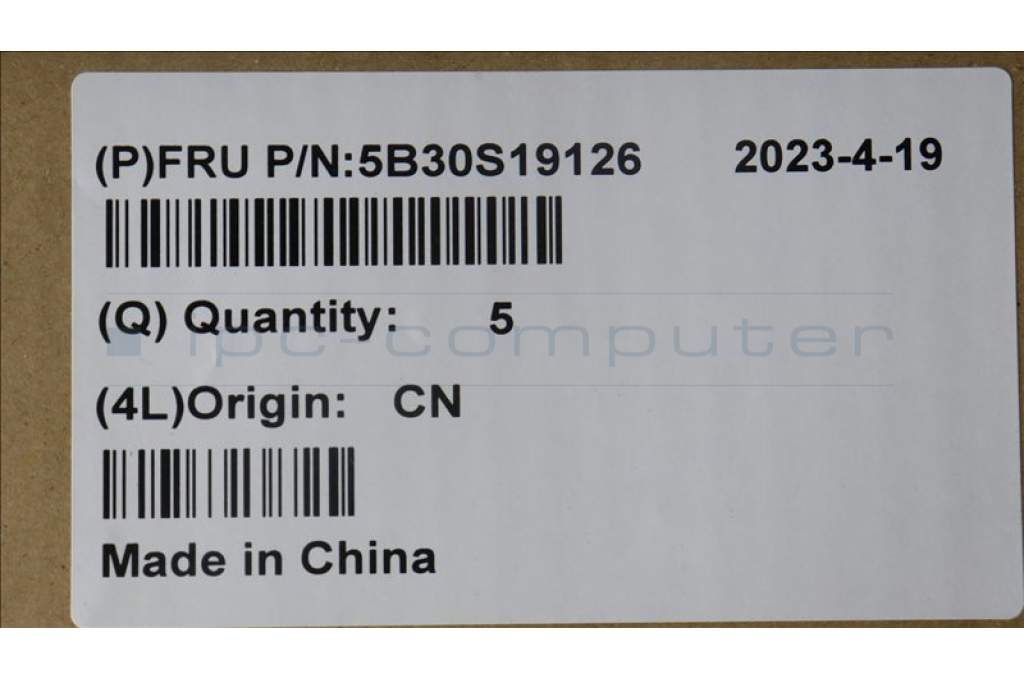 (P)FRU P/N:5B30S19126 2023-4-19
(Q) Quantity: 5
ipc-computer
(4L)Origin: CN
Made in China